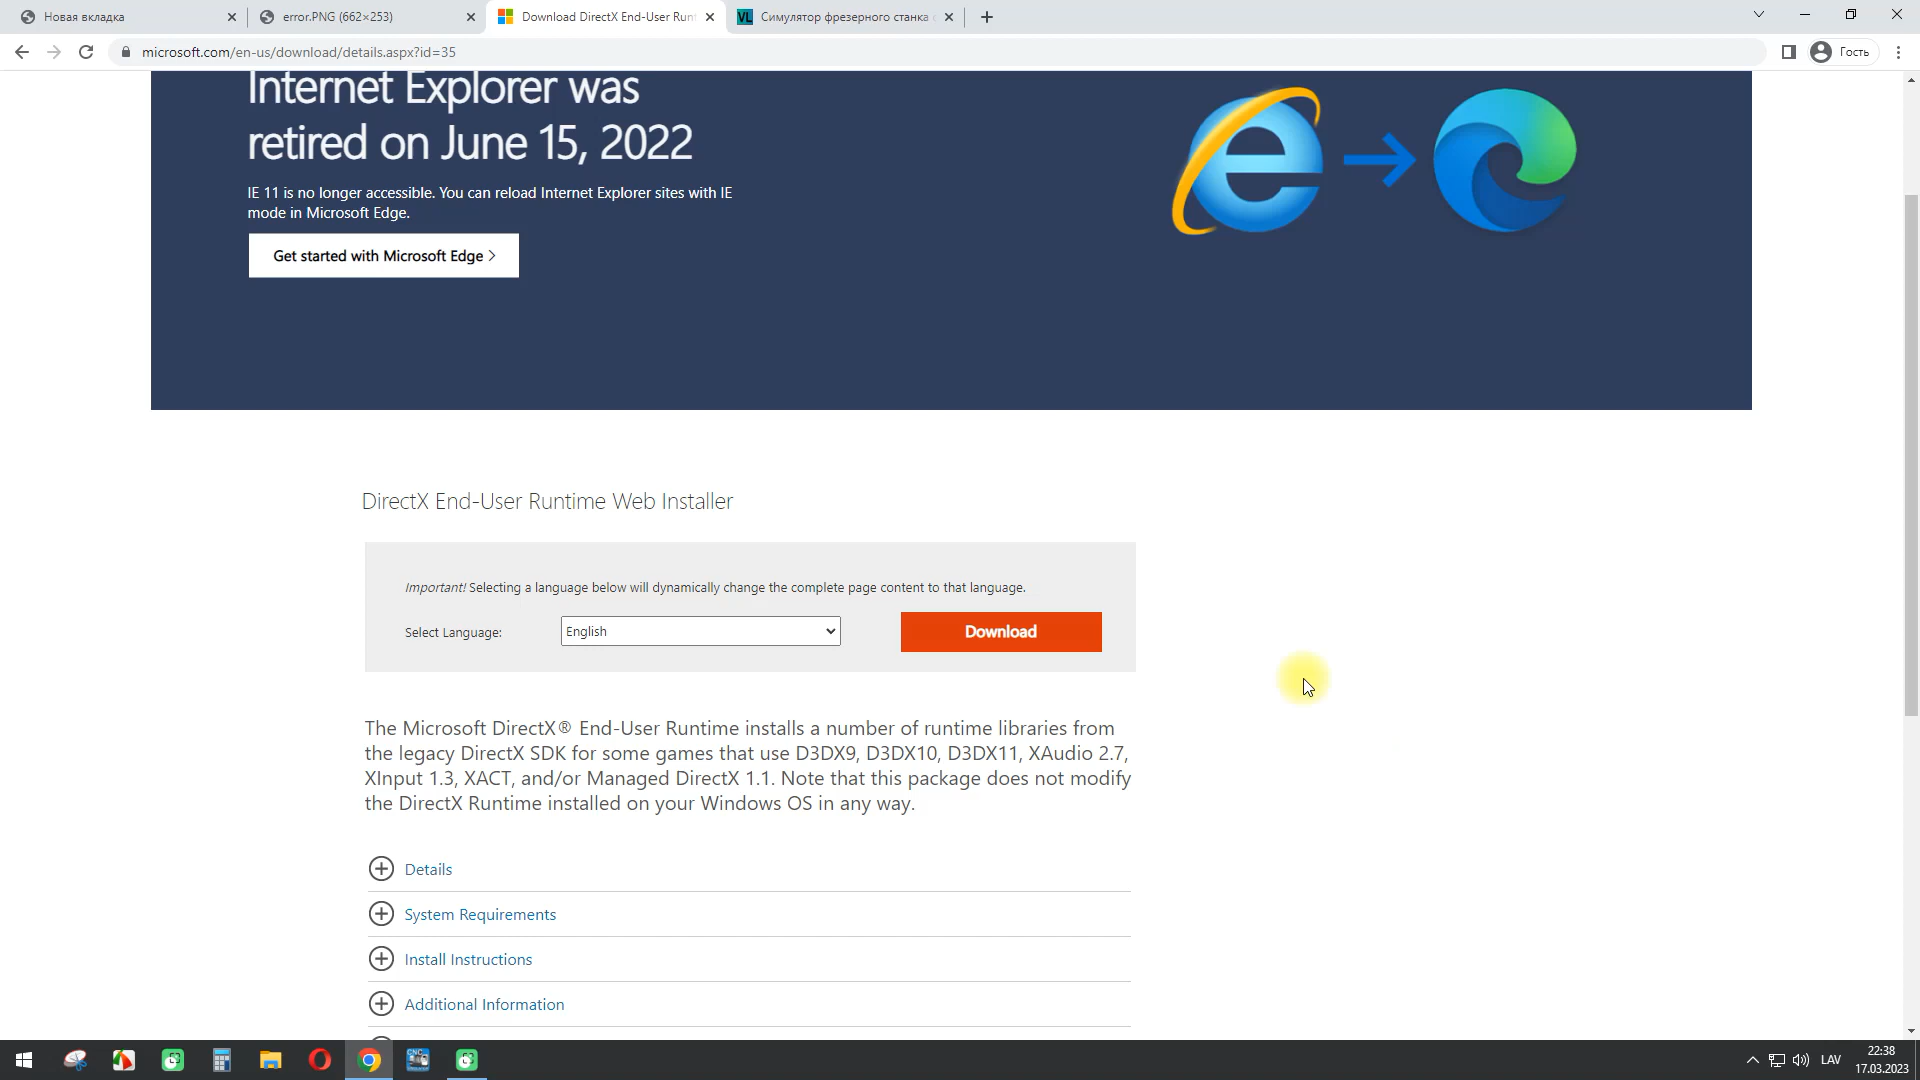 Новая вкладка
error.PNG (662×253)
Download DirectX End-User Runt
VL
Симулятор фрезерного станка
microsoft.com/en-us/download/details.aspx?id=35
Гость
Internet Explorer was
retired on June 15, 2022
IE 11 is no longer accessible. You can reload Internet Explorer sites with IE
mode in Microsoft Edge.
Get started with Microsoft Edge >
DirectX End-User Runtime Web Installer
Important! Selecting a language below will dynamically change the complete page content to that language.
Select Language:
English
Download
The Microsoft DirectX® End-User Runtime installs a number of runtime libraries from
the legacy DirectX SDK for some games that use D3DX9, D3DX10, D3DX11, XAudio 2.7,
XInput 1.3, XACT, and/or Managed DirectX 1.1. Note that this package does not modify
the DirectX Runtime installed on your Windows OS in any way.
Details
System Requirements
Install Instructions
Additional Information
CNC
LAV
22:38
17.03.2023